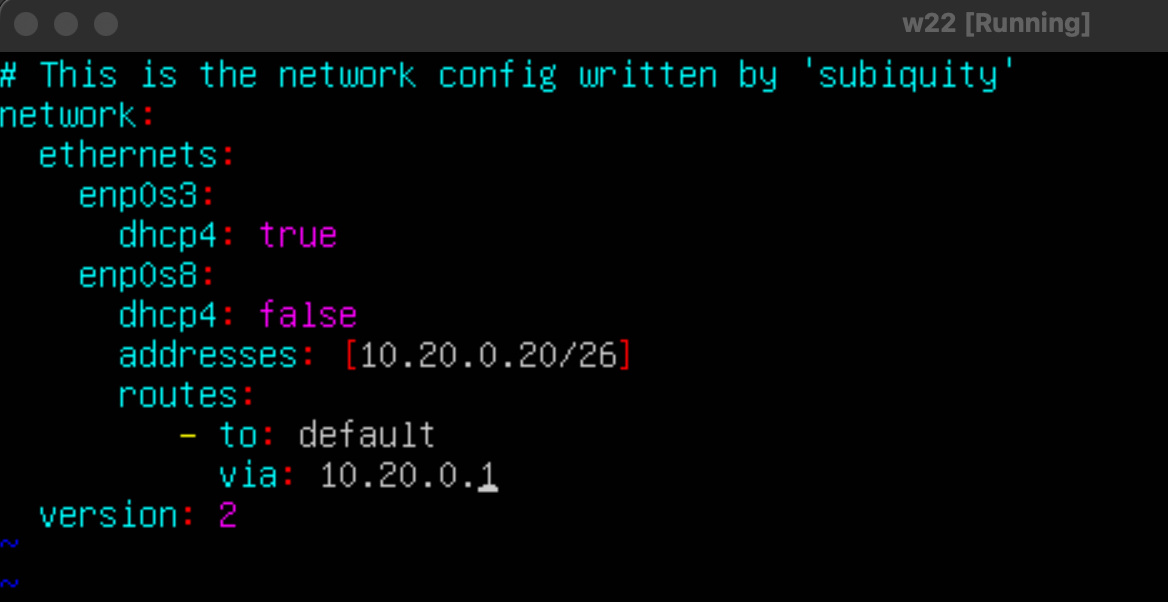 w22 [Running]
# This is the network config written by 'subiquity'
network:
  ethernets:
    enp0s3:
      dhcp4: true
    enp0s8:
      dhcp4: false
      addresses: [10.20.0.20/26]
      routes:
         - to: default
           via: 10.20.0.1
  version: 2
~
~